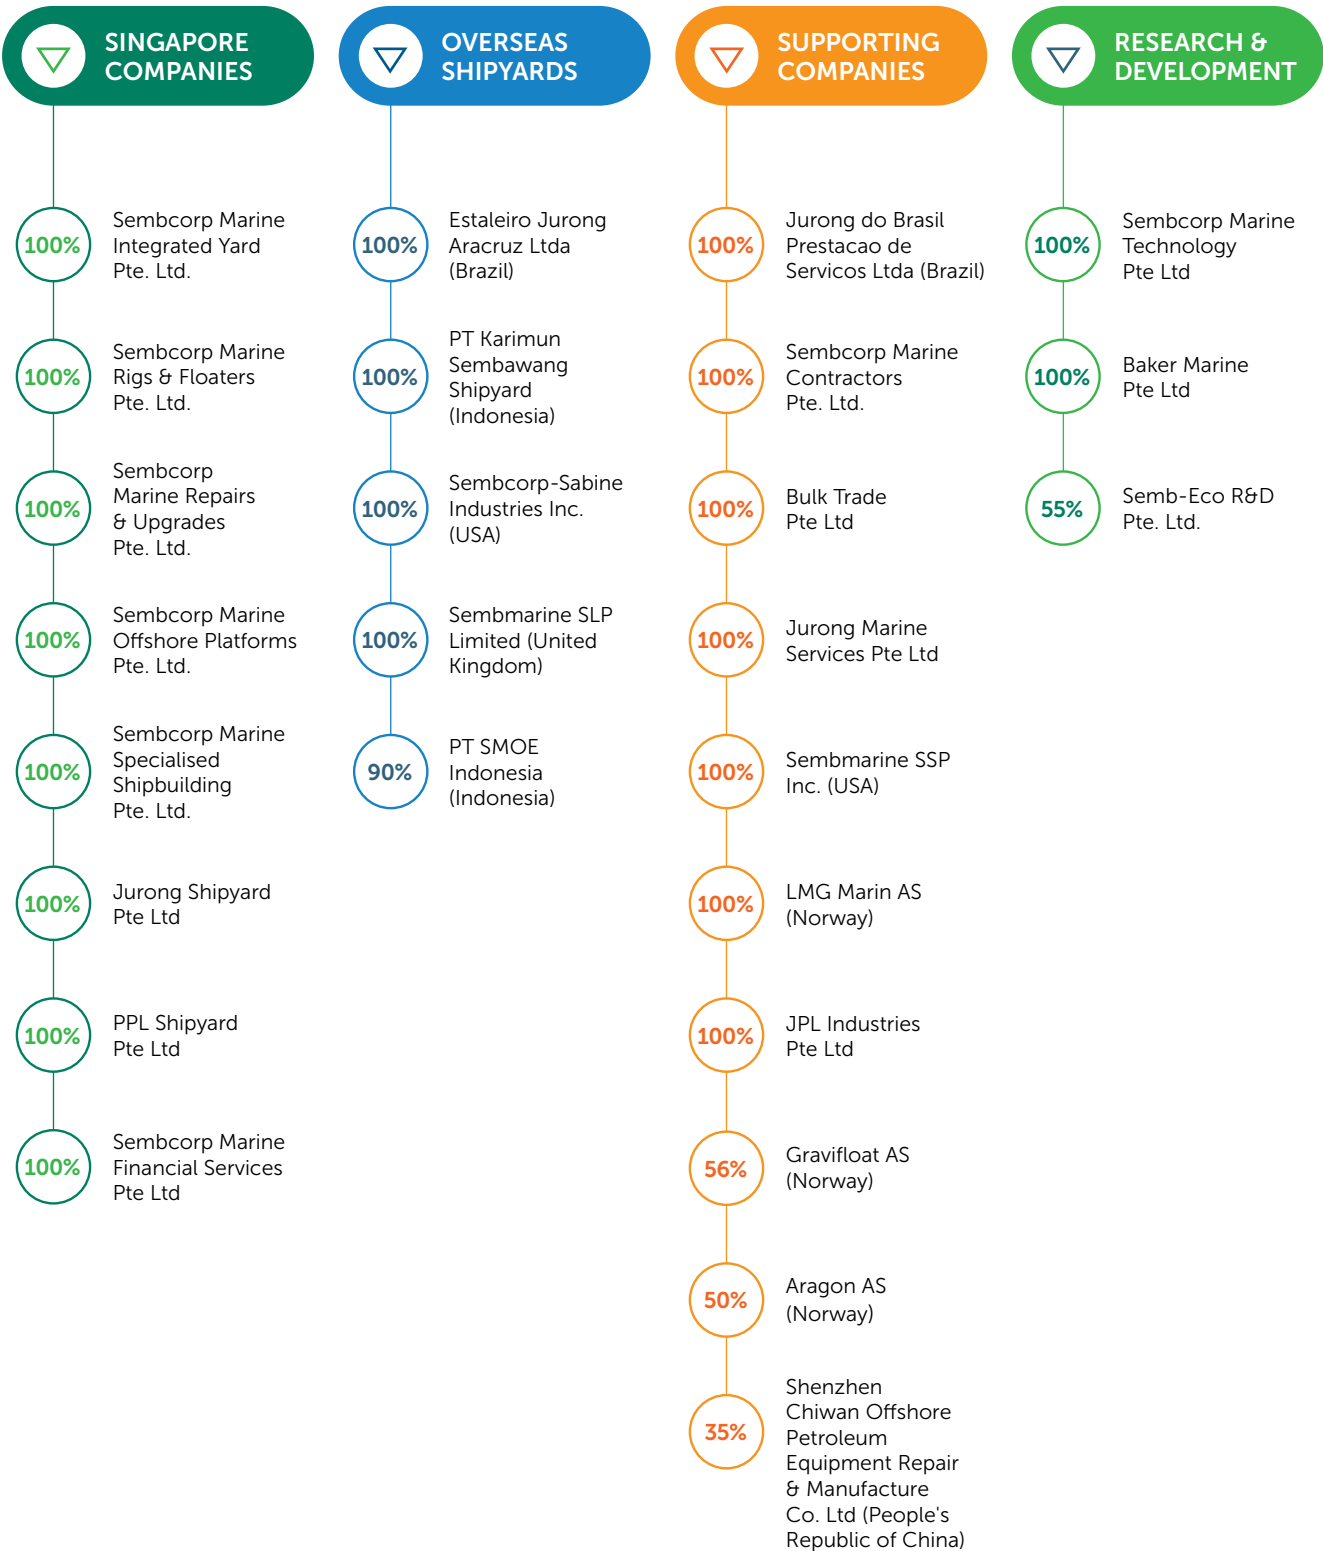 SINGAPORE
COMPANIES
100%
Sembcorp Marine
Integrated Yard
Pte. Ltd.
100%
Sembcorp Marine
Rigs & Floaters
Pte. Ltd.
100%
Sembcorp
Marine Repairs
& Upgrades
Pte. Ltd.
100%
Sembcorp Marine
Offshore Platforms
Pte. Ltd.
100%
Sembcorp Marine
Specialised
Shipbuilding
Pte. Ltd.
100%
Jurong Shipyard
Pte Ltd
100%
PPL Shipyard
Pte Ltd
100%
Sembcorp Marine
Financial Services
Pte Ltd
OVERSEAS
SHIPYARDS
100%
Estaleiro Jurong
Aracruz Ltda
(Brazil)
100%
PT Karimun
Sembawang
Shipyard
(Indonesia)
100%
Sembcorp-Sabine
Industries Inc.
(USA)
100%
Sembmarine SLP
Limited (United
Kingdom)
90%
PT SMOE
Indonesia
(Indonesia)
SUPPORTING
COMPANIES
100%
Jurong do Brasil
Prestacao de
Servicos Ltda (Brazil)
100%
Sembcorp Marine
Contractors
Pte. Ltd.
100%
Bulk Trade
Pte Ltd
100%
Jurong Marine
Services Pte Ltd
100%
Sembmarine SSP
Inc. (USA)
100%
LMG Marin AS
(Norway)
100%
JPL Industries
Pte Ltd
56%
Gravifloat AS
(Norway)
50%
Aragon AS
(Norway)
35%
Shenzhen
Chiwan Offshore
Petroleum
Equipment Repair
& Manufacture
Co. Ltd (People's
Republic of China)
RESEARCH &
DEVELOPMENT
100%
Sembcorp Marine
Technology
Pte Ltd
100%
Baker Marine
Pte Ltd
55%
Semb-Eco R&D
Pte. Ltd.